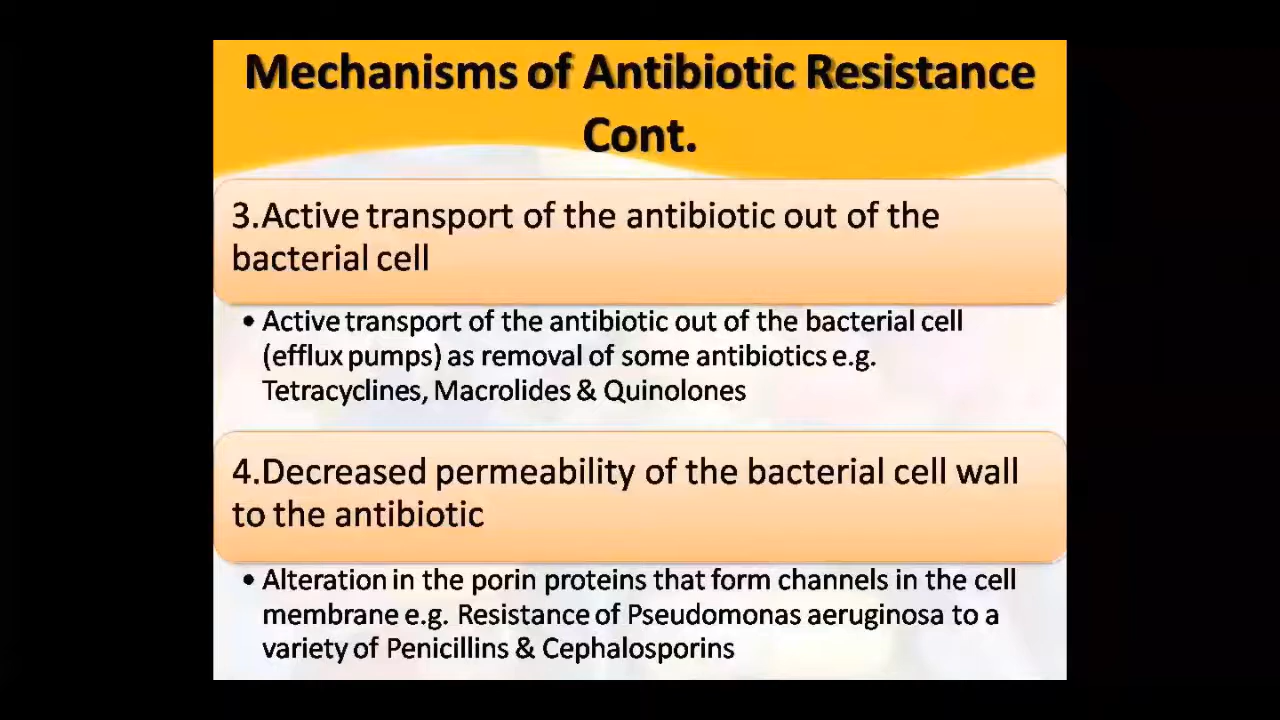 Mechanisms of Antibiotic Resistance
Cont.
3.Active transport of the antibiotic out of the
bacterial cell
• Active transport of the antibiotic out of the bacterial cell
(efflux pumps) as removal of some antibiotics e.g.
Tetracyclines, Macrolides & Quinolones
4.Decreased permeability of the bacterial cell wall
to the antibiotic
• Alteration in the porin proteins that form channels in the cell
membrane e.g. Resistance of Pseudomonas aeruginosa to a
variety of Penicillins & Cephalosporins